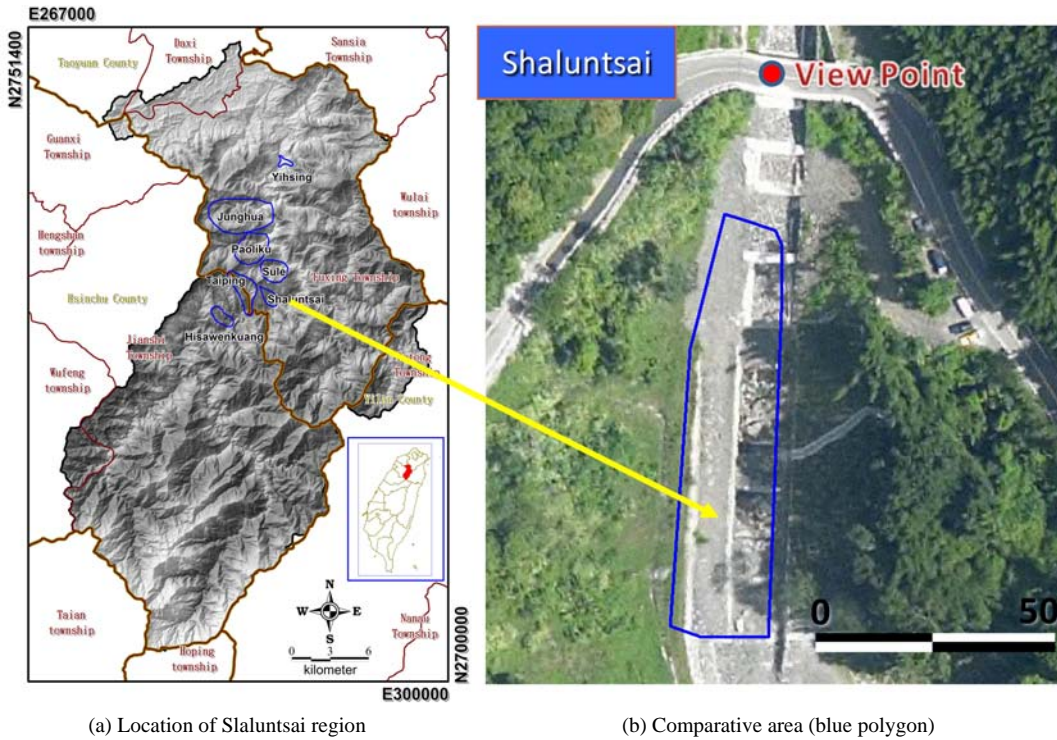 E267000
N2751400
Daxi
Township
Sansia
Township
Taoyuan County
Guanxi
Township
Wulai
township
Yihsing
Junghua
Hengshan
township
Paoliku
Sule
Taiping
Fuxing Township
Shaluntsai
Hsinchu County
Hisawenkuang
Jianshi
Township
Wufeng
township
Township
Yilan County
N
W E
S
Taian
township
Hoping
township
Nanau
Township
0 3 6
kilometer
N2700000
E300000
Shaluntsai
View Point
0 50
(a) Location of Slaluntsai region
(b) Comparative area (blue polygon)